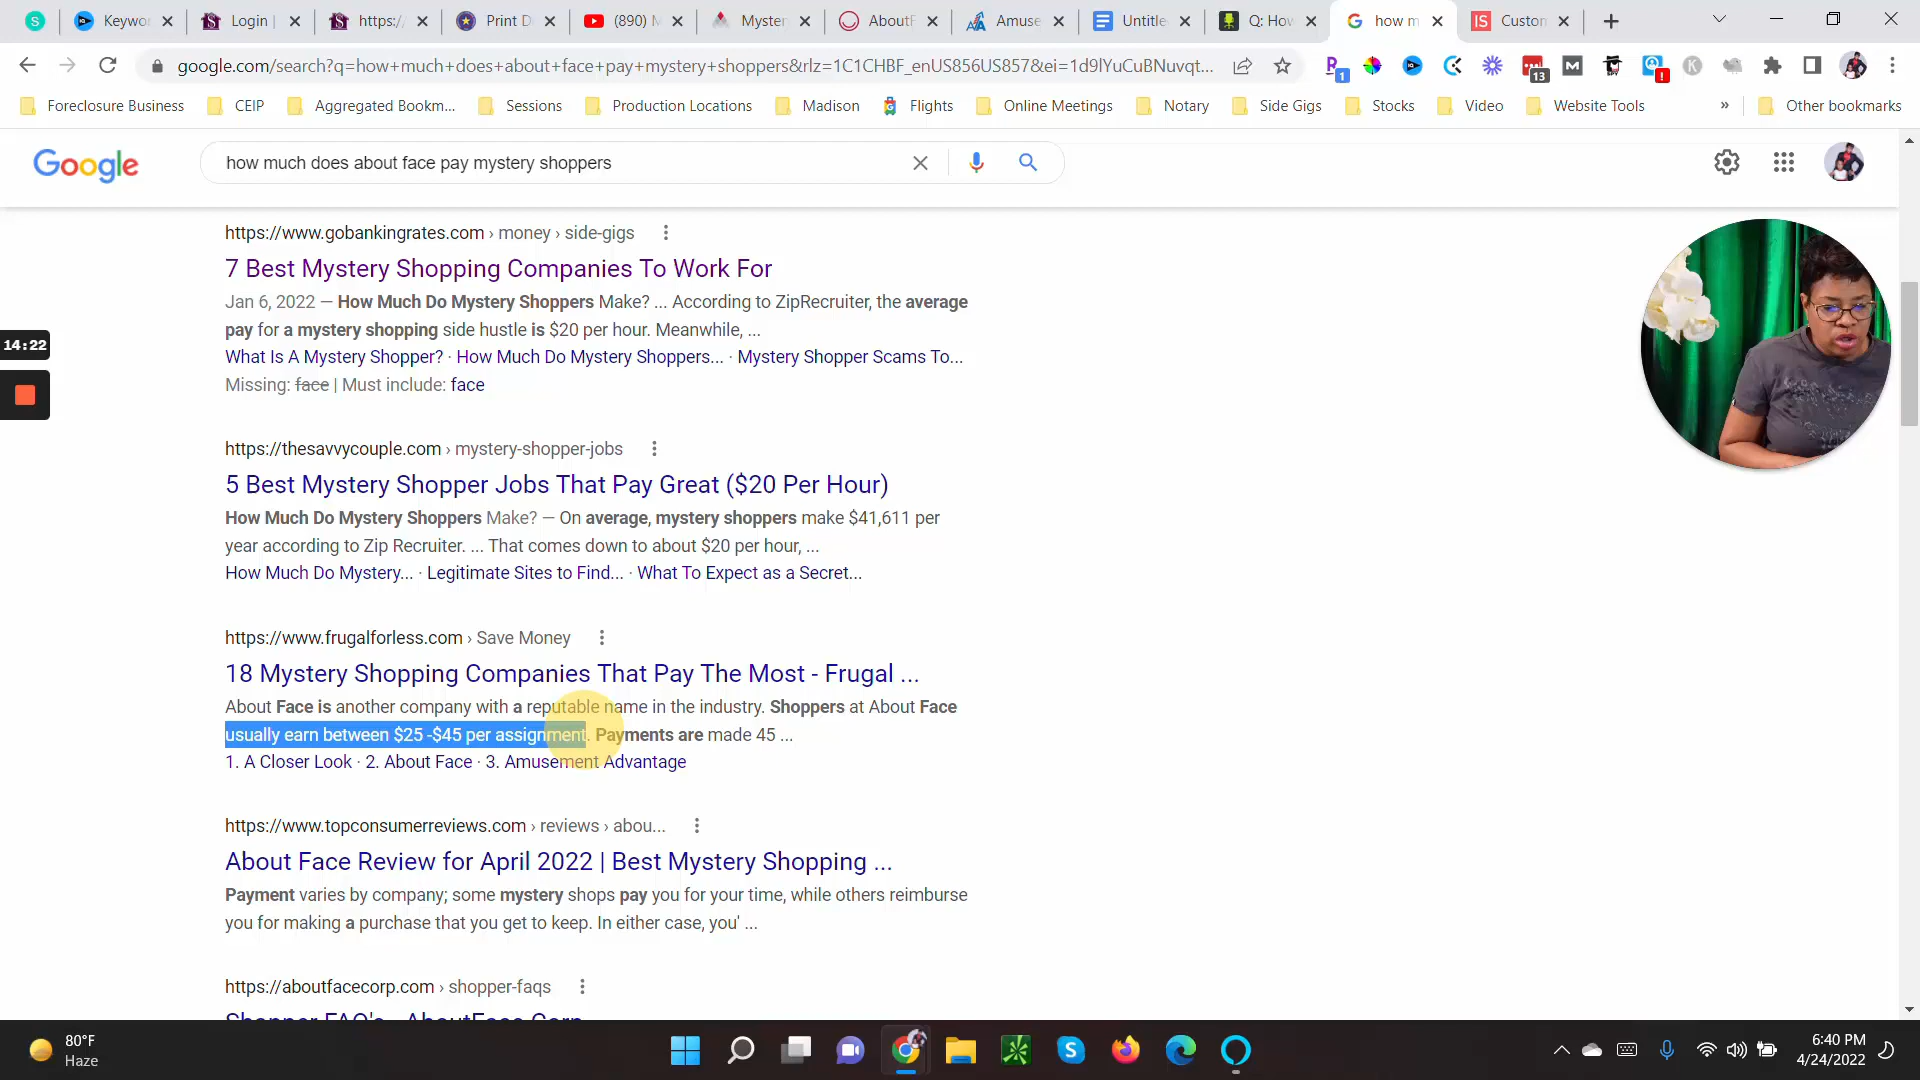 Keywor
Login |
https:/
Print D
(890) M
Myster
AboutF
Amuse
Untitle
Q: How
how m
Custon
google.com/search?q=how+much+does+about+face+pay+mystery+shoppers&rlz=1C1CHBF_enUS856US857&ei=1d9lYuCuBNuvqt...
1
13
!
Foreclosure Business
CEIP
Aggregated Bookm...
Sessions
Production Locations
Madison
Flights
Online Meetings
Notary
Side Gigs
Stocks
Video
Website Tools
»
Other bookmarks
Google
how much does about face pay mystery shoppers
https://www.gobankingrates.com › money › side-gigs
7 Best Mystery Shopping Companies To Work For
Jan 6, 2022 — How Much Do Mystery Shoppers Make? ... According to ZipRecruiter, the average
pay for a mystery shopping side hustle is $20 per hour. Meanwhile, ...
What Is A Mystery Shopper? · How Much Do Mystery Shoppers... · Mystery Shopper Scams To...
Missing: face | Must include: face
14:22
https://thesavvycouple.com › mystery-shopper-jobs
5 Best Mystery Shopper Jobs That Pay Great ($20 Per Hour)
How Much Do Mystery Shoppers Make? — On average, mystery shoppers make $41,611 per
year according to Zip Recruiter. ... That comes down to about $20 per hour, ...
How Much Do Mystery... · Legitimate Sites to Find... · What To Expect as a Secret...
https://www.frugalforless.com › Save Money
18 Mystery Shopping Companies That Pay The Most - Frugal ...
About Face is another company with a reputable name in the industry. Shoppers at About Face
usually earn between $25 -$45 per assignment. Payments are made 45 ...
1. A Closer Look · 2. About Face · 3. Amusement Advantage
https://www.topconsumerreviews.com › reviews › abou...
About Face Review for April 2022 | Best Mystery Shopping ...
Payment varies by company; some mystery shops pay you for your time, while others reimburse
you for making a purchase that you get to keep. In either case, you' ...
https://aboutfacecorp.com › shopper-faqs
Shopper FAQ's - AboutFace Corp
80°F
Haze
6:40 PM
4/24/2022